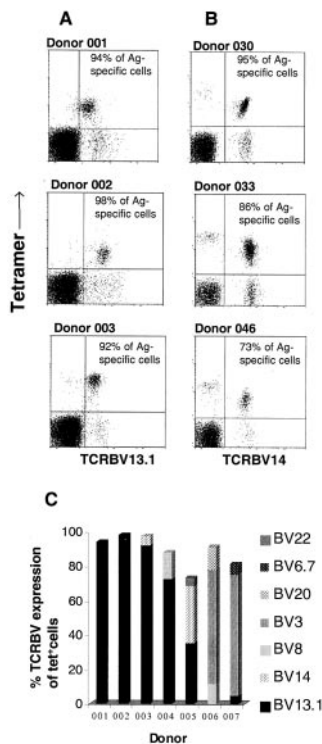 A
B
Donor 001
94% of Ag-
specific cells
Donor 030
95% of Ag-
specific cells
Donor 002
98% of Ag-
specific cells
Donor 033
86% of Ag-
specific cells
Donor 003
92% of Ag-
specific cells
Donor 046
73% of Ag-
specific cells
Tetramer
TCRBV13.1
TCRBV14
C
% TCRBV expression
of tet+cells
100
80
60
40
20
0
001 002 003 004 005 006 007
Donor
BV22
BV6.7
BV20
BV3
BV8
BV14
BV13.1